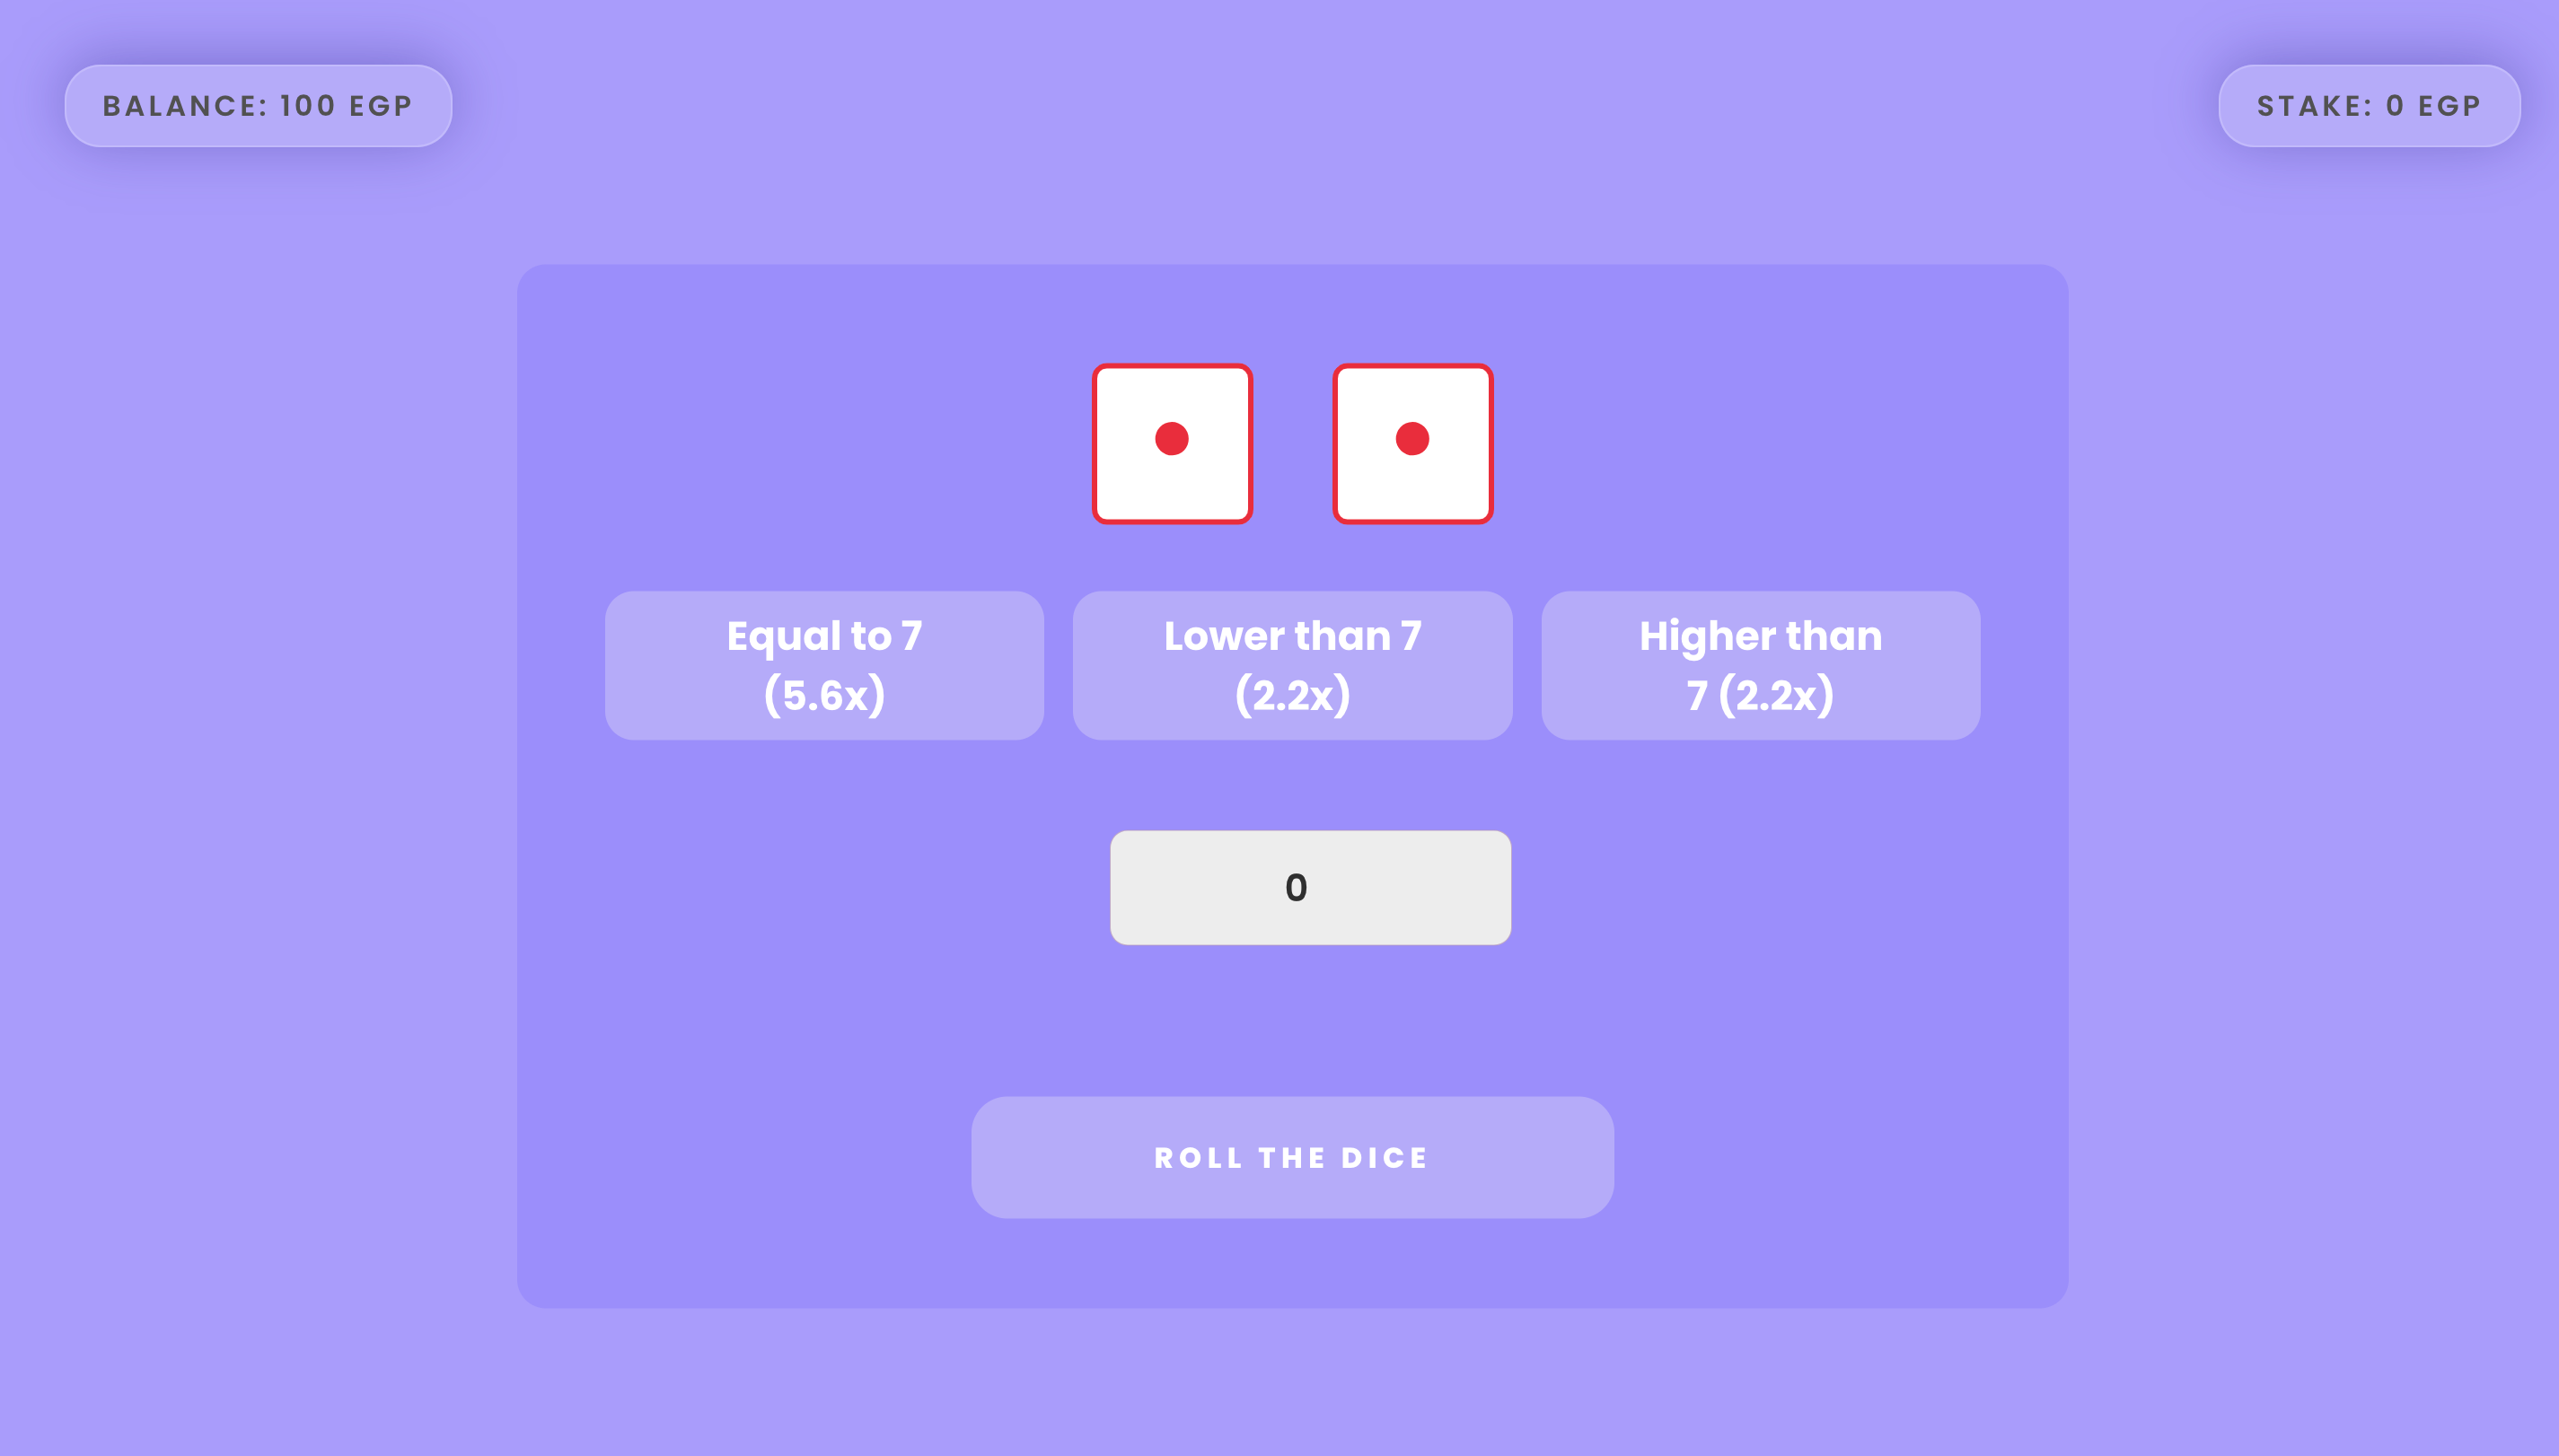 BALANCE: 100 EGP
STAKE: 0 EGP
Equal to 7
(5.6x)
Lower than 7
(2.2x)
Higher than
7 (2.2x)
0
ROLL THE DICE